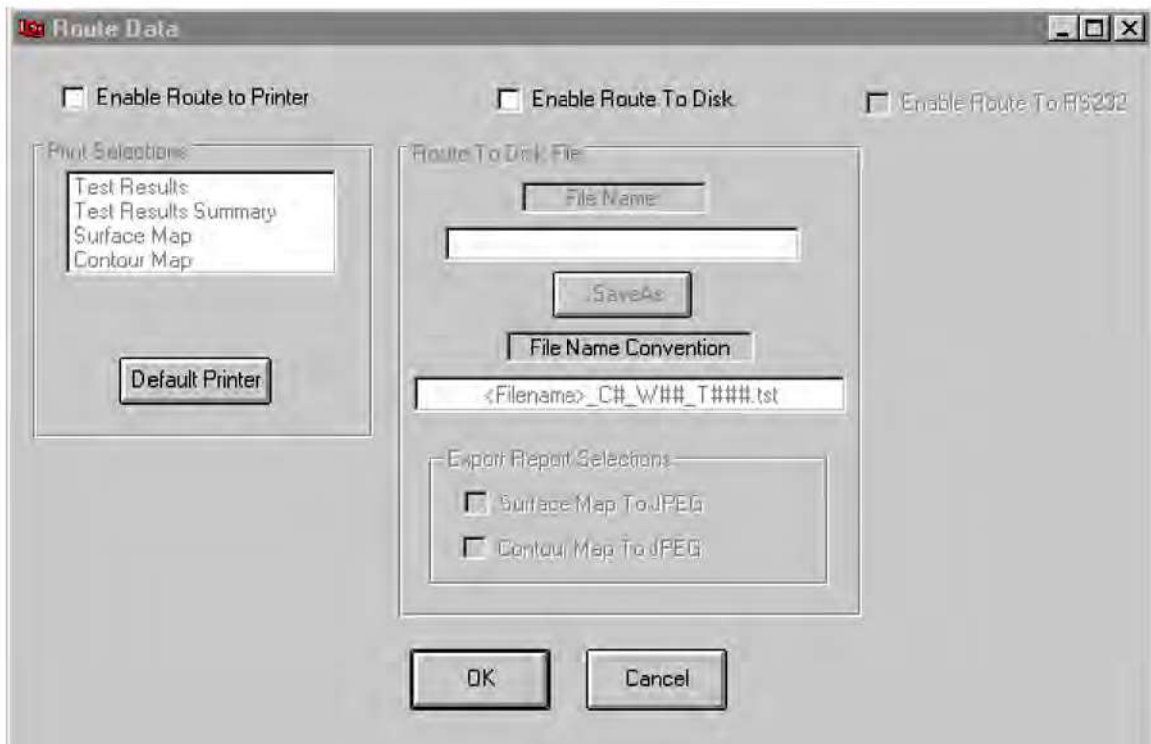 Route Data
Enable Route to Printer
Enable Route To Disk
Enable Route To RS232
Print Selections
Test Results
Test Results Summary
Surface Map
Contour Map
Default Printer
Route To Disk File
File Name
.SaveAs
File Name Convention
<Filename>_C#_W##_T###.tst
Export Report Selections
Surface Map To JPEG
Contour Map To JPEG
OK
Cancel